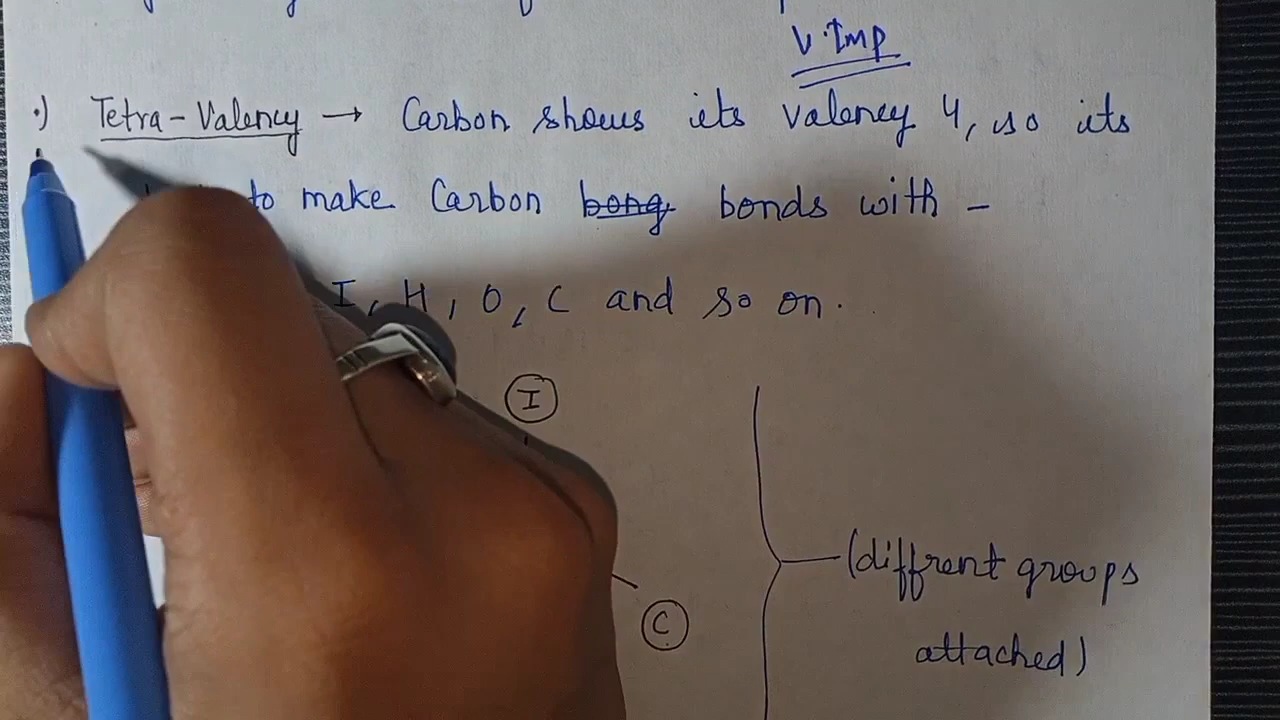 V. Imp
•) Tetra-Valency → Carbon shows its valency 4, so its
to make Carbon bong bonds with -
I, H, O, C and so on.
I
(diffrent groups
C
attached)